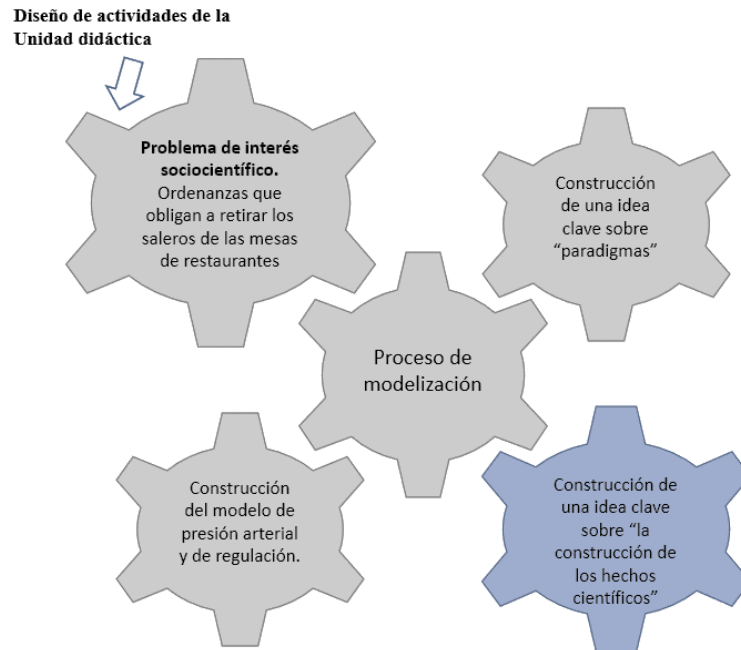 Diseño de actividades de la
Unidad didáctica
Problema de interés
sociocientífico.
Ordenanzas que
obligan a retirar los
saleros de las mesas
de restaurantes
Construcción
de una idea
clave sobre
“paradigmas”
Proceso de
modelización
Construcción
del modelo de
presión arterial
y de regulación.
Construcción de
una idea clave
sobre “la
construcción de
los hechos
científicos”